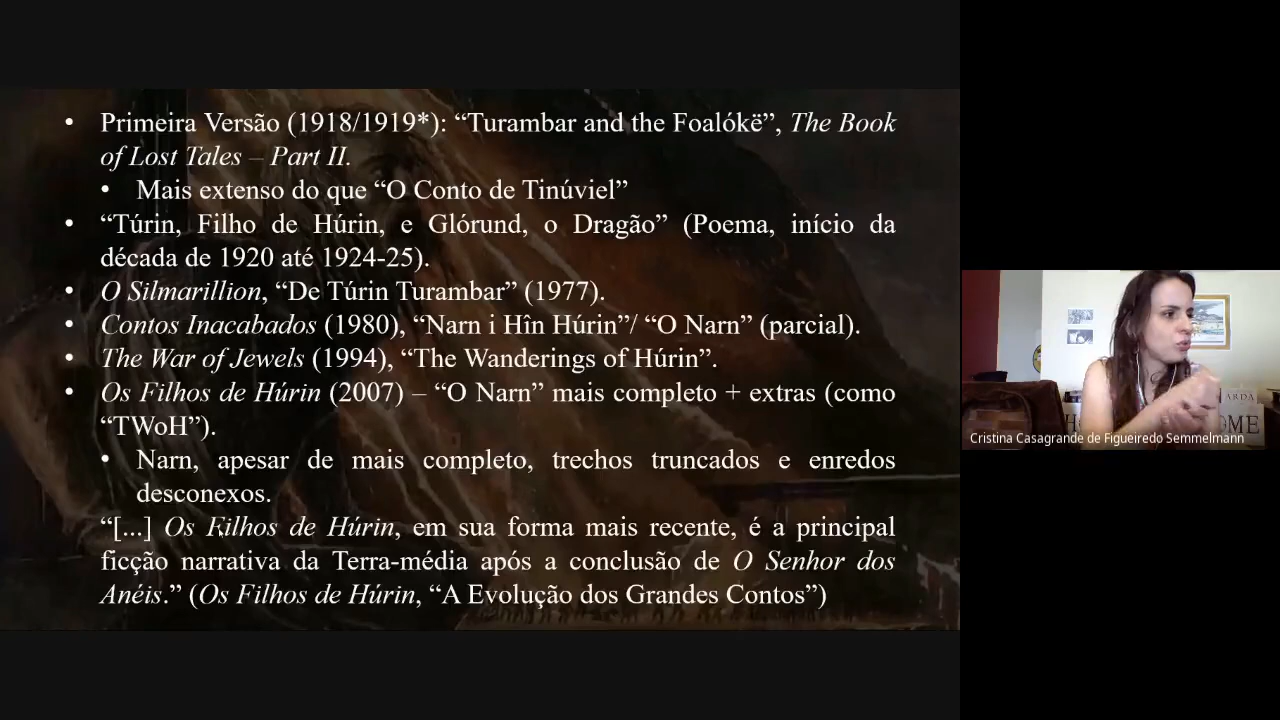 • Primeira Versão (1918/1919*): “Turambar and the Foalókë”, The Book
of Lost Tales – Part II.
• Mais extenso do que “O Conto de Tinúviel”
• “Túrin, Filho de Húrin, e Glórund, o Dragão” (Poema, início da
década de 1920 até 1924-25).
• O Silmarillion, “De Túrin Turambar” (1977).
• Contos Inacabados (1980), “Narn i Hîn Húrin”/ “O Narn” (parcial).
• The War of Jewels (1994), “The Wanderings of Húrin”.
• Os Filhos de Húrin (2007) – “O Narn” mais completo + extras (como
“TWoH”).
• Narn, apesar de mais completo, trechos truncados e enredos
desconexos.
“[...] Os Filhos de Húrin, em sua forma mais recente, é a principal
ficção narrativa da Terra-média após a conclusão de O Senhor dos
Anéis.” (Os Filhos de Húrin, “A Evolução dos Grandes Contos”)
ARDA
OME
Cristina Casagrande de Figueiredo Semmelmann